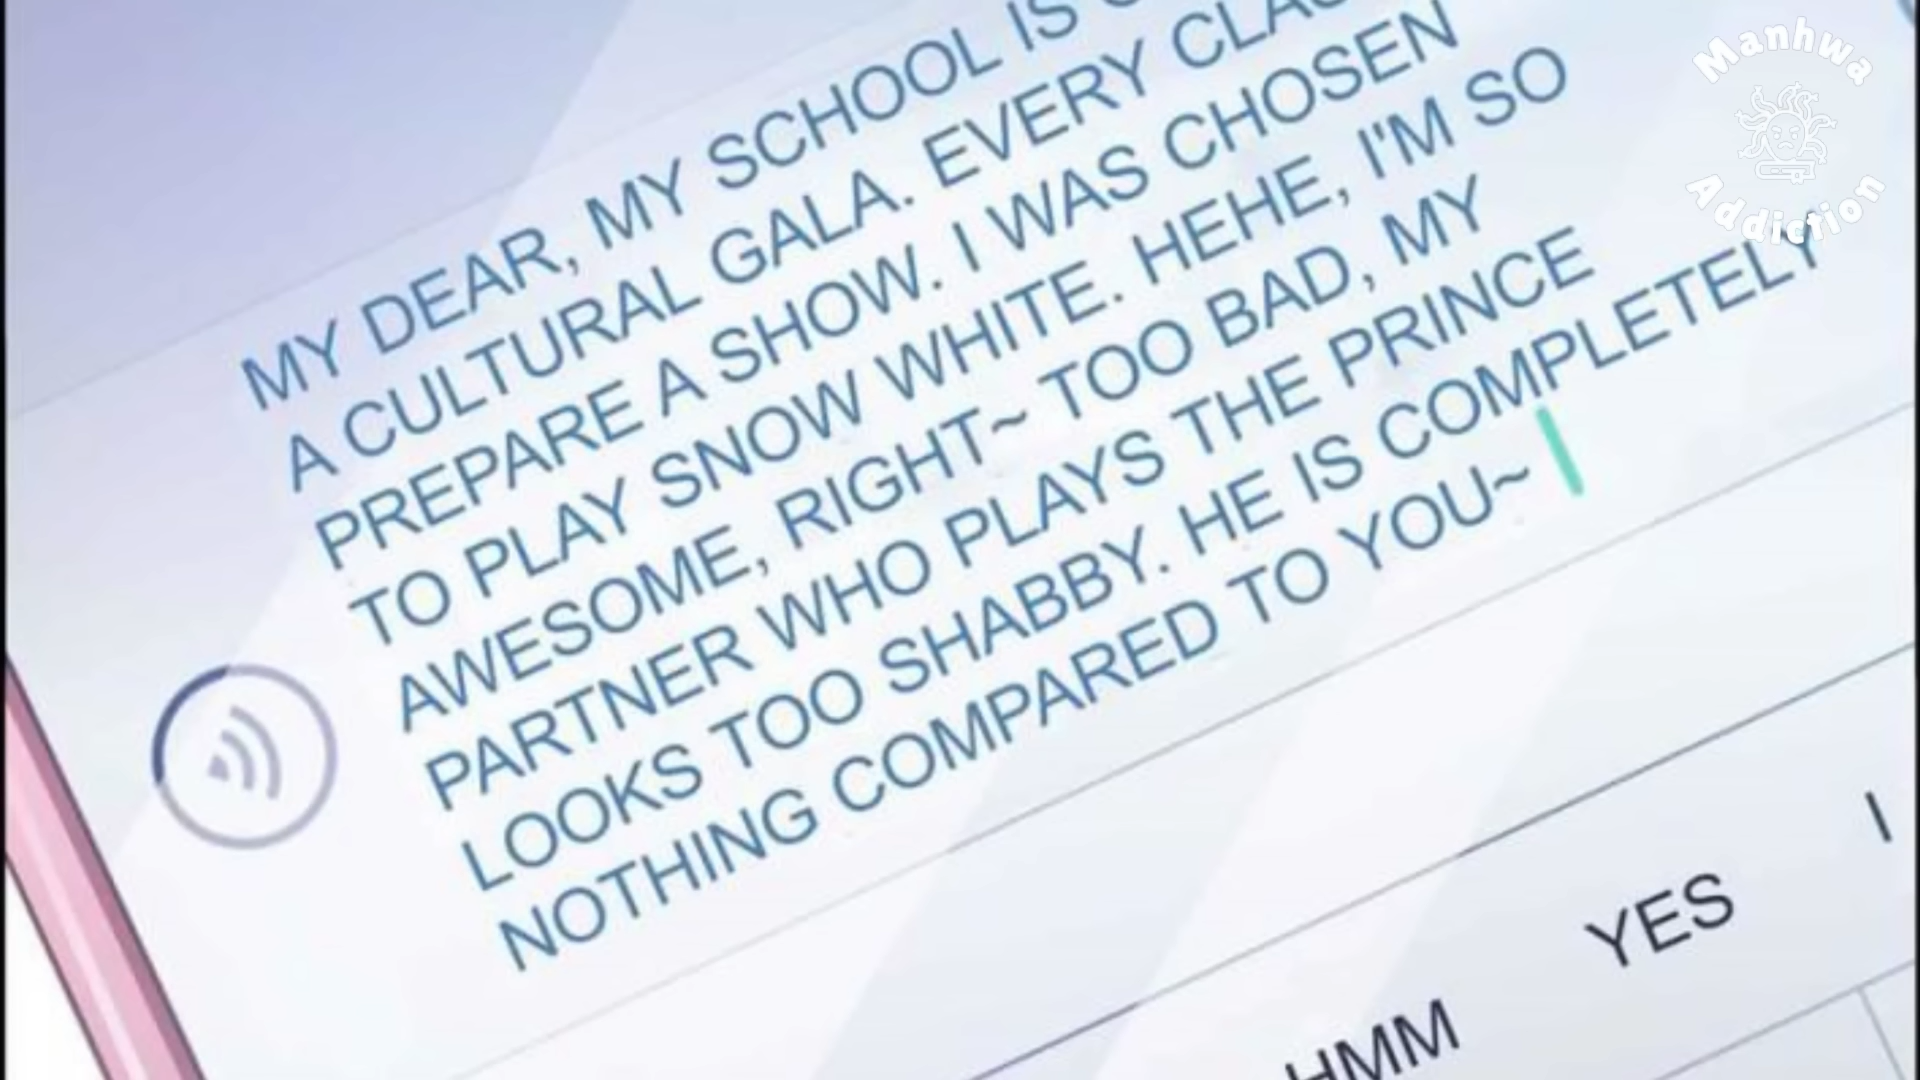 MY DEAR, MY SCHOOL IS
A CULTURAL GALA. EVERY
PREPARE A SHOW. I WAS CHOSEN
TO PLAY SNOW WHITE. HEHE, I'M SO
AWESOME, RIGHT~ TOO BAD, MY
PARTNER WHO PLAYS THE PRINCE
LOOKS TOO SHABBY. HE IS COMPLETELY
NOTHING COMPARED TO YOU~
HMM YES I
Manhwa
Addiction